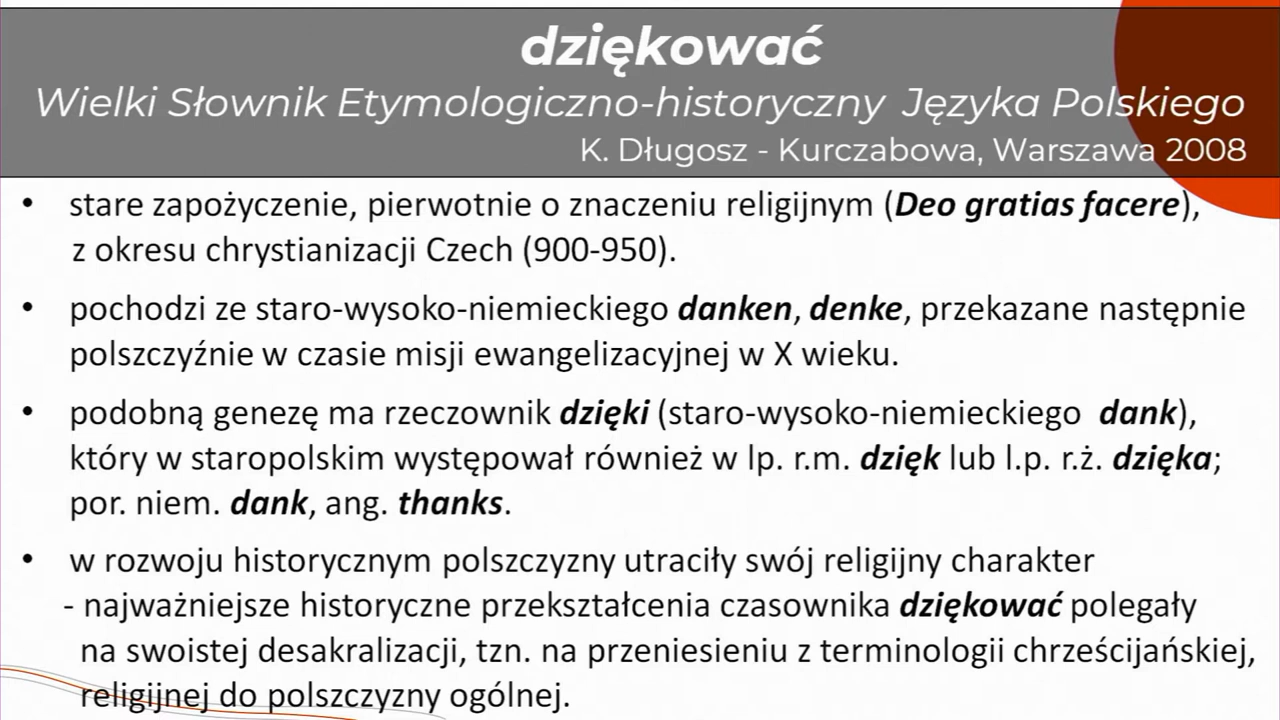 dziękować
Wielki Słownik Etymologiczno-historyczny Języka Polskiego
K. Długosz - Kurczabowa, Warszawa 2008
• stare zapożyczenie, pierwotnie o znaczeniu religijnym (Deo gratias facere),
z okresu chrystianizacji Czech (900-950).
• pochodzi ze staro-wysoko-niemieckiego danken, denke, przekazane następnie
polszczyźnie w czasie misji ewangelizacyjnej w X wieku.
• podobną genezę ma rzeczownik dzięki (staro-wysoko-niemieckiego dank),
który w staropolskim występował również w lp. r.m. dzięk lub l.p. r.ż. dzięka;
por. niem. dank, ang. thanks.
• w rozwoju historycznym polszczyzny utraciły swój religijny charakter
- najważniejsze historyczne przekształcenia czasownika dziękować polegały
na swoistej desakralizacji, tzn. na przeniesieniu z terminologii chrześcijańskiej,
religijnej do polszczyzny ogólnej.